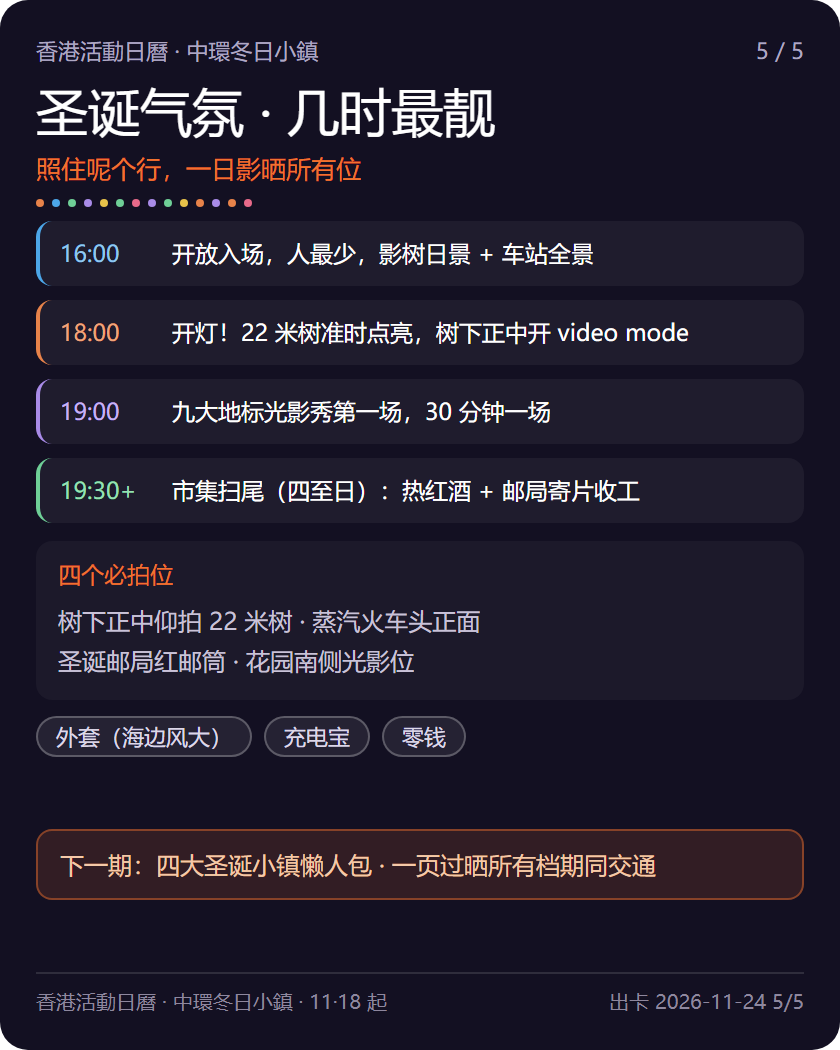 香港活動日曆 · 中環冬日小鎮
5 / 5
圣诞气氛 · 几时最靓
照住呢个行，一日影晒所有位
16:00 开放入场，人最少，影树日景 + 车站全景
18:00 开灯！22 米树准时点亮，树下正中开 video mode
19:00 九大地标光影秀第一场，30 分钟一场
19:30+ 市集扫尾（四至日）：热红酒 + 邮局寄片收工
四个必拍位
树下正中仰拍 22 米树 · 蒸汽火车头正面
圣诞邮局红邮筒 · 花园南侧光影位
外套（海边风大） 充电宝 零钱
下一期：四大圣诞小镇懒人包 · 一页过晒所有档期同交通
香港活動日曆 · 中環冬日小鎮 · 11·18 起
出卡 2026-11-24 5/5